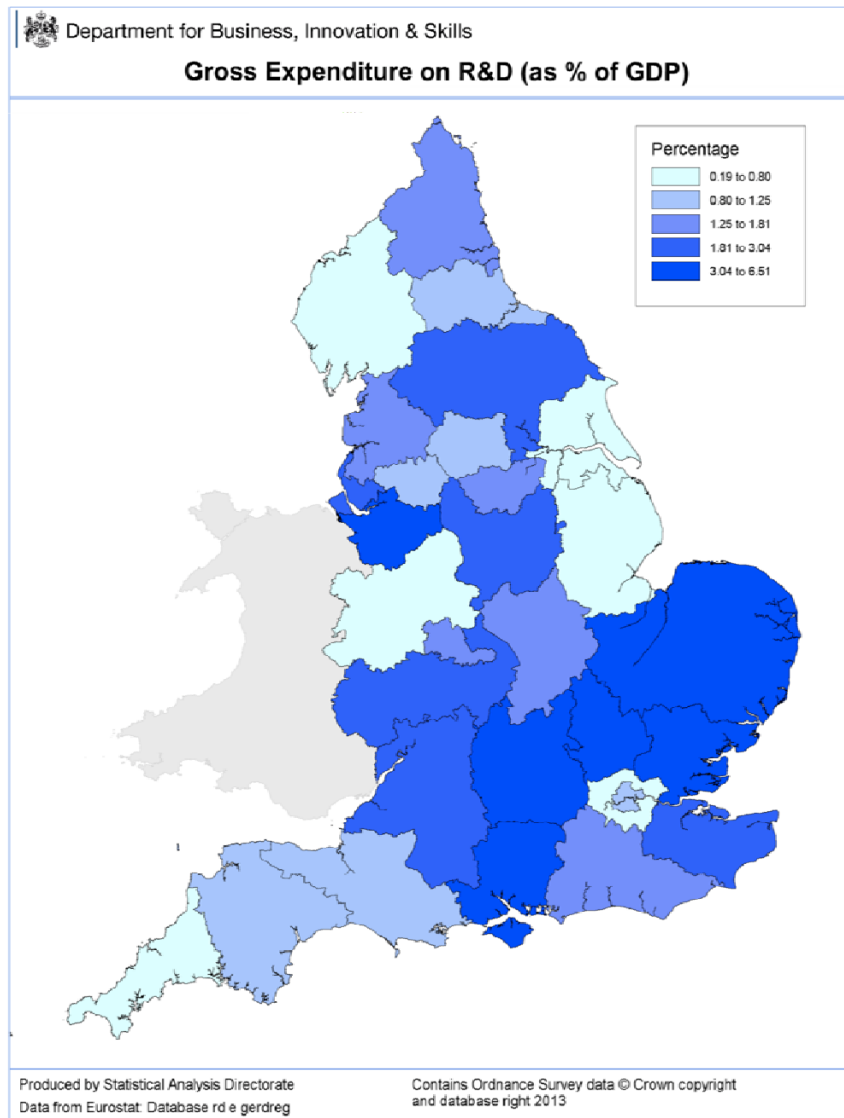 Department for Business, Innovation & Skills
Gross Expenditure on R&D (as % of GDP)
Percentage
0.19 to 0.80
0.80 to 1.25
1.25 to 1.81
1.81 to 3.04
3.04 to 6.51
Produced by Statistical Analysis Directorate
Data from Eurostat: Database rd e gerdreg
Contains Ordnance Survey data © Crown copyright
and database right 2013